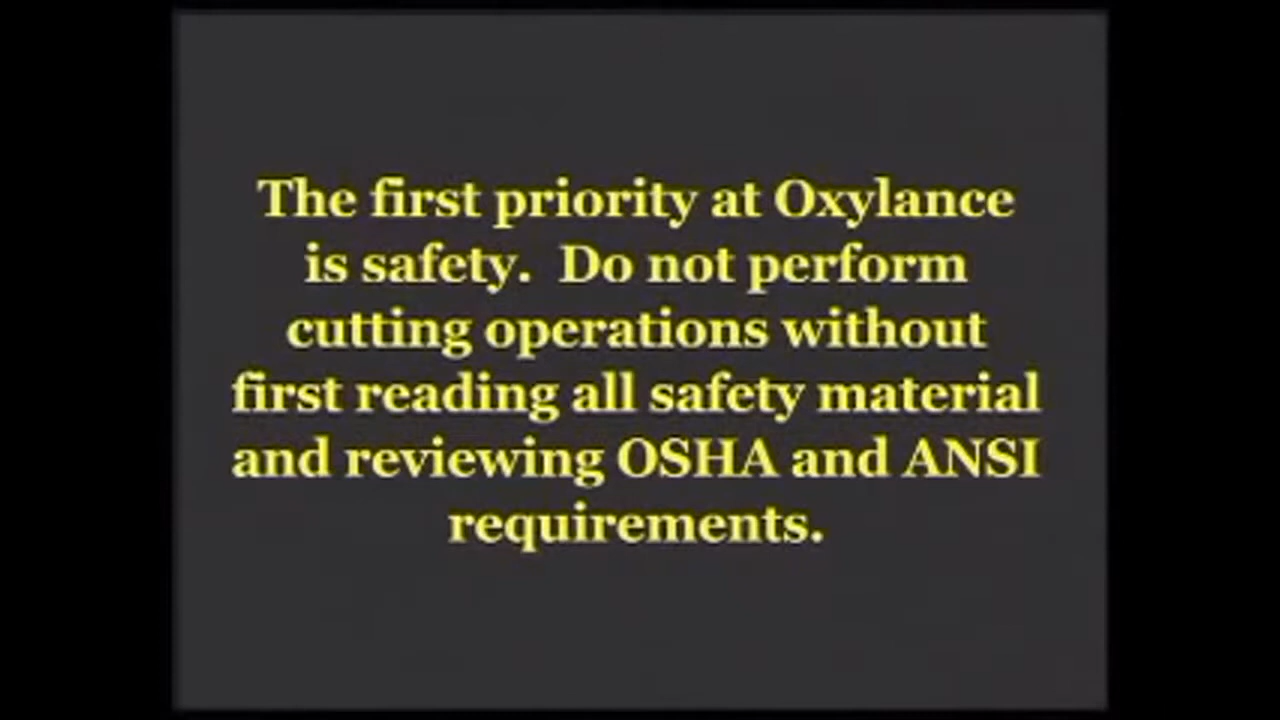 The first priority at Oxylance
is safety.  Do not perform
cutting operations without
first reading all safety material
and reviewing OSHA and ANSI
requirements.